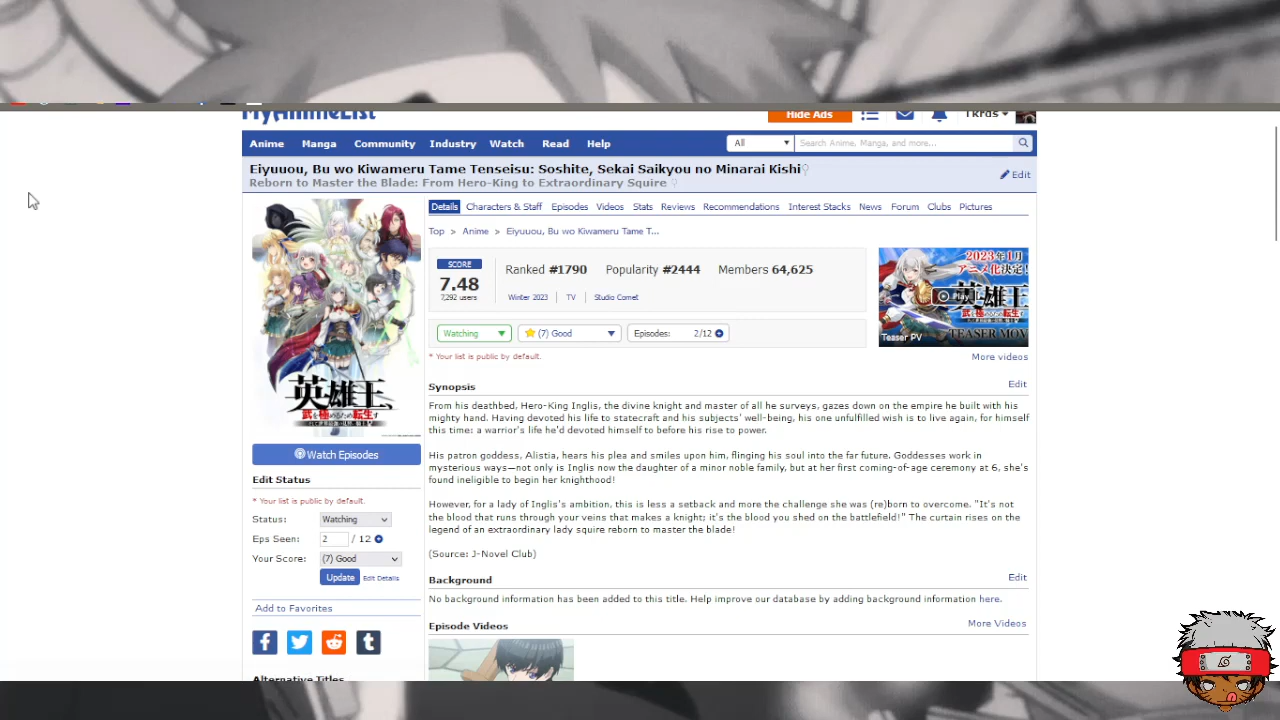 MyAnimeList
Hide Ads
Tkrds
Anime Manga Community Industry Watch Read Help
All Search Anime, Manga, and more...
Eiyuuou, Bu wo Kiwameru Tame Tenseisu: Soshite, Sekai Saikyou no Minarai Kishi♀
Reborn to Master the Blade: From Hero-King to Extraordinary Squire ♀
Edit
Details Characters & Staff Episodes Videos Stats Reviews Recommendations Interest Stacks News Forum Clubs Pictures
Top > Anime > Eiyuuou, Bu wo Kiwameru Tame T...
SCORE
7.48
7,292 users
Ranked #1790 Popularity #2444 Members 64,625
Winter 2023 | TV | Studio Comet
2023年1月
アニメ化決定!
英雄王
TEASER MOV
Teaser PV
Watching (7) Good Episodes: 2/12
* Your list is public by default.
More videos
英雄王、
武を極めるため転生す
Synopsis
Edit
From his deathbed, Hero-King Inglis, the divine knight and master of all he surveys, gazes down on the empire he built with his
mighty hand. Having devoted his life to statecraft and his subjects' well-being, his one unfulfilled wish is to live again, for himself
this time: a warrior's life he'd devoted himself to before his rise to power.
His patron goddess, Alistia, hears his plea and smiles upon him, flinging his soul into the far future. Goddesses work in
mysterious ways—not only is Inglis now the daughter of a minor noble family, but at her first coming-of-age ceremony at 6, she's
found ineligible to begin her knighthood!
However, for a lady of Inglis's ambition, this is less a setback and more the challenge she was (re)born to overcome. "It's not
the blood that runs through your veins that makes a knight; it's the blood you shed on the battlefield!" The curtain rises on the
legend of an extraordinary lady squire reborn to master the blade!
(Source: J-Novel Club)
Background
Edit
No background information has been added to this title. Help improve our database by adding background information here.
Episode Videos
More Videos
Watch Episodes
Edit Status
* Your list is public by default.
Status: Watching
Eps Seen: 2 / 12
Your Score: (7) Good
Update Edit Details
Add to Favorites
Alternative Titles